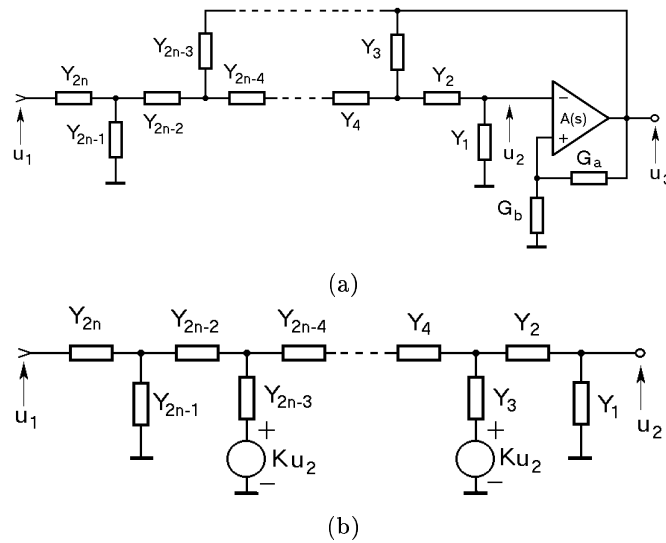 Y2n-3
Y3
Y2n
Y2n-2
Y2n-4
Y4
Y2
Y2n-1
Y1
u1
u2
−
A(s)
+
Ga
Gb
u3
(a)
Y2n
Y2n-2
Y2n-4
Y4
Y2
Y2n-1
Y2n-3
Y3
Y1
u1
+
Ku2
−
+
Ku2
−
u2
(b)